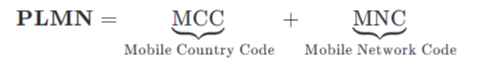 PLMN = MCC + MNC
Mobile Country Code Mobile Network Code